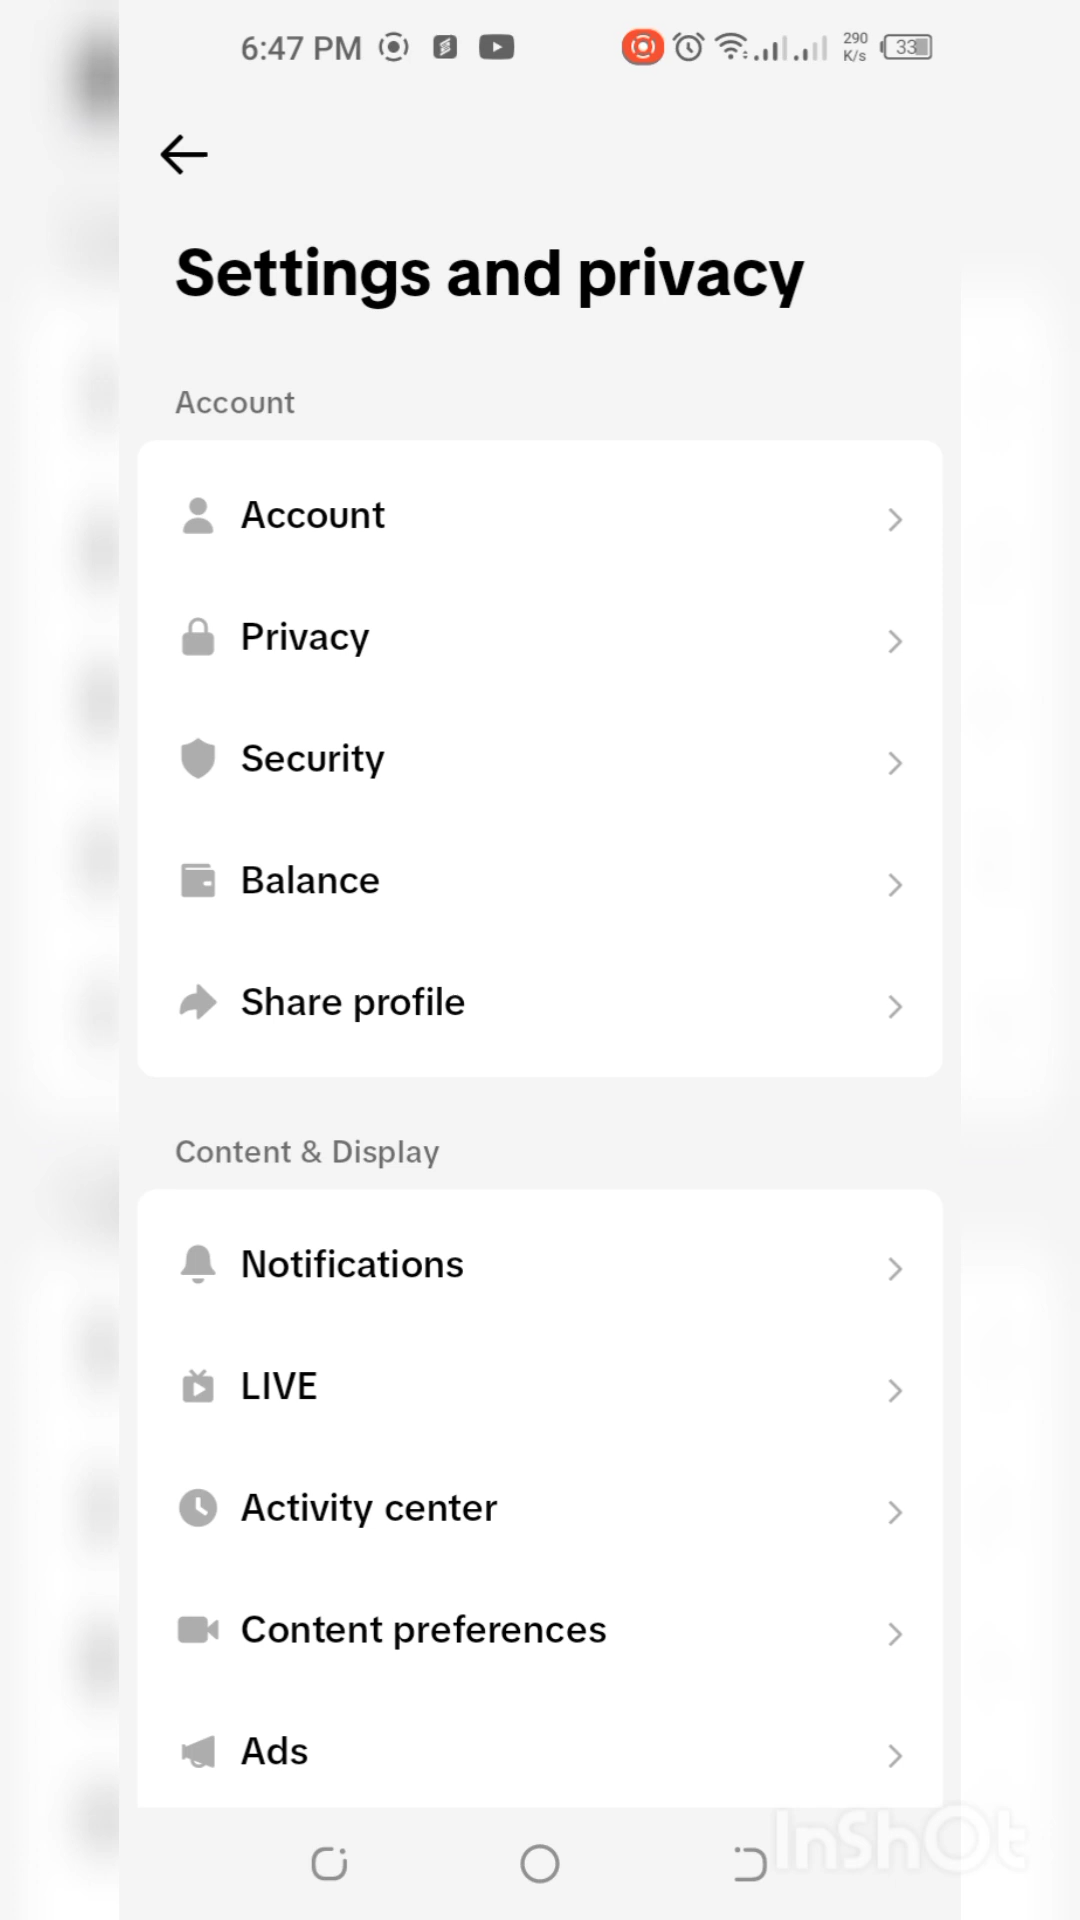 6:47 PM 290 K/s 33
Settings and privacy
Account
Account
Privacy
Security
Balance
Share profile
Content & Display
Notifications
LIVE
Activity center
Content preferences
Ads
InShOt